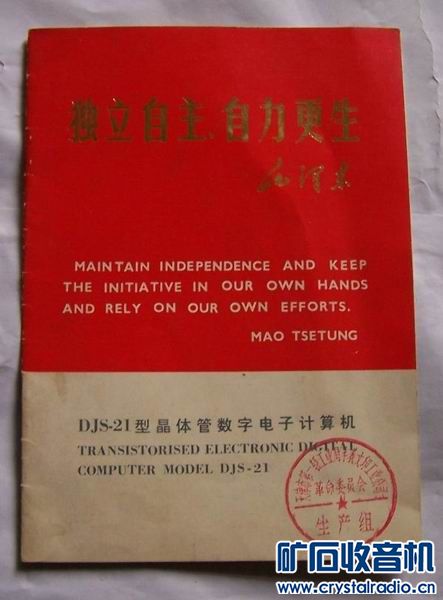 独立自主、自力更生
毛泽东
MAINTAIN INDEPENDENCE AND KEEP
THE INITIATIVE IN OUR OWN HANDS
AND RELY ON OUR OWN EFFORTS.
MAO TSETUNG
DJS-21型晶体管数字电子计算机
TRANSISTORISED ELECTRONIC DIGITAL
COMPUTER MODEL DJS-21
革命委员会
生产组
矿石收音机
www.crystalradio.cn